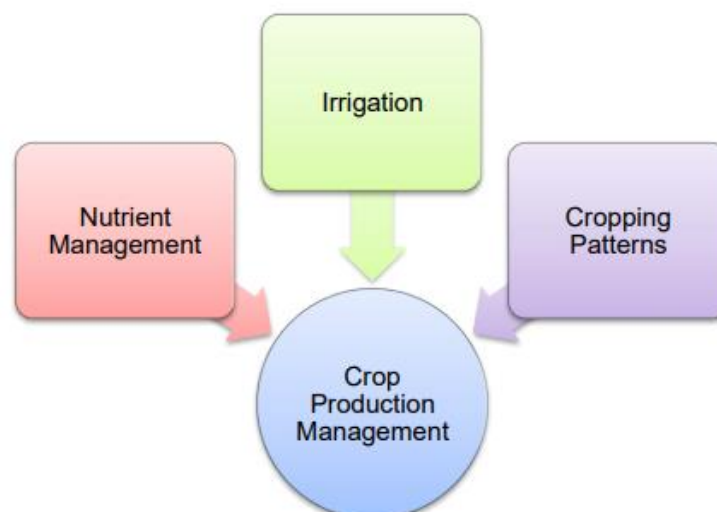 Irrigation
Nutrient
Management
Cropping
Patterns
Crop
Production
Management